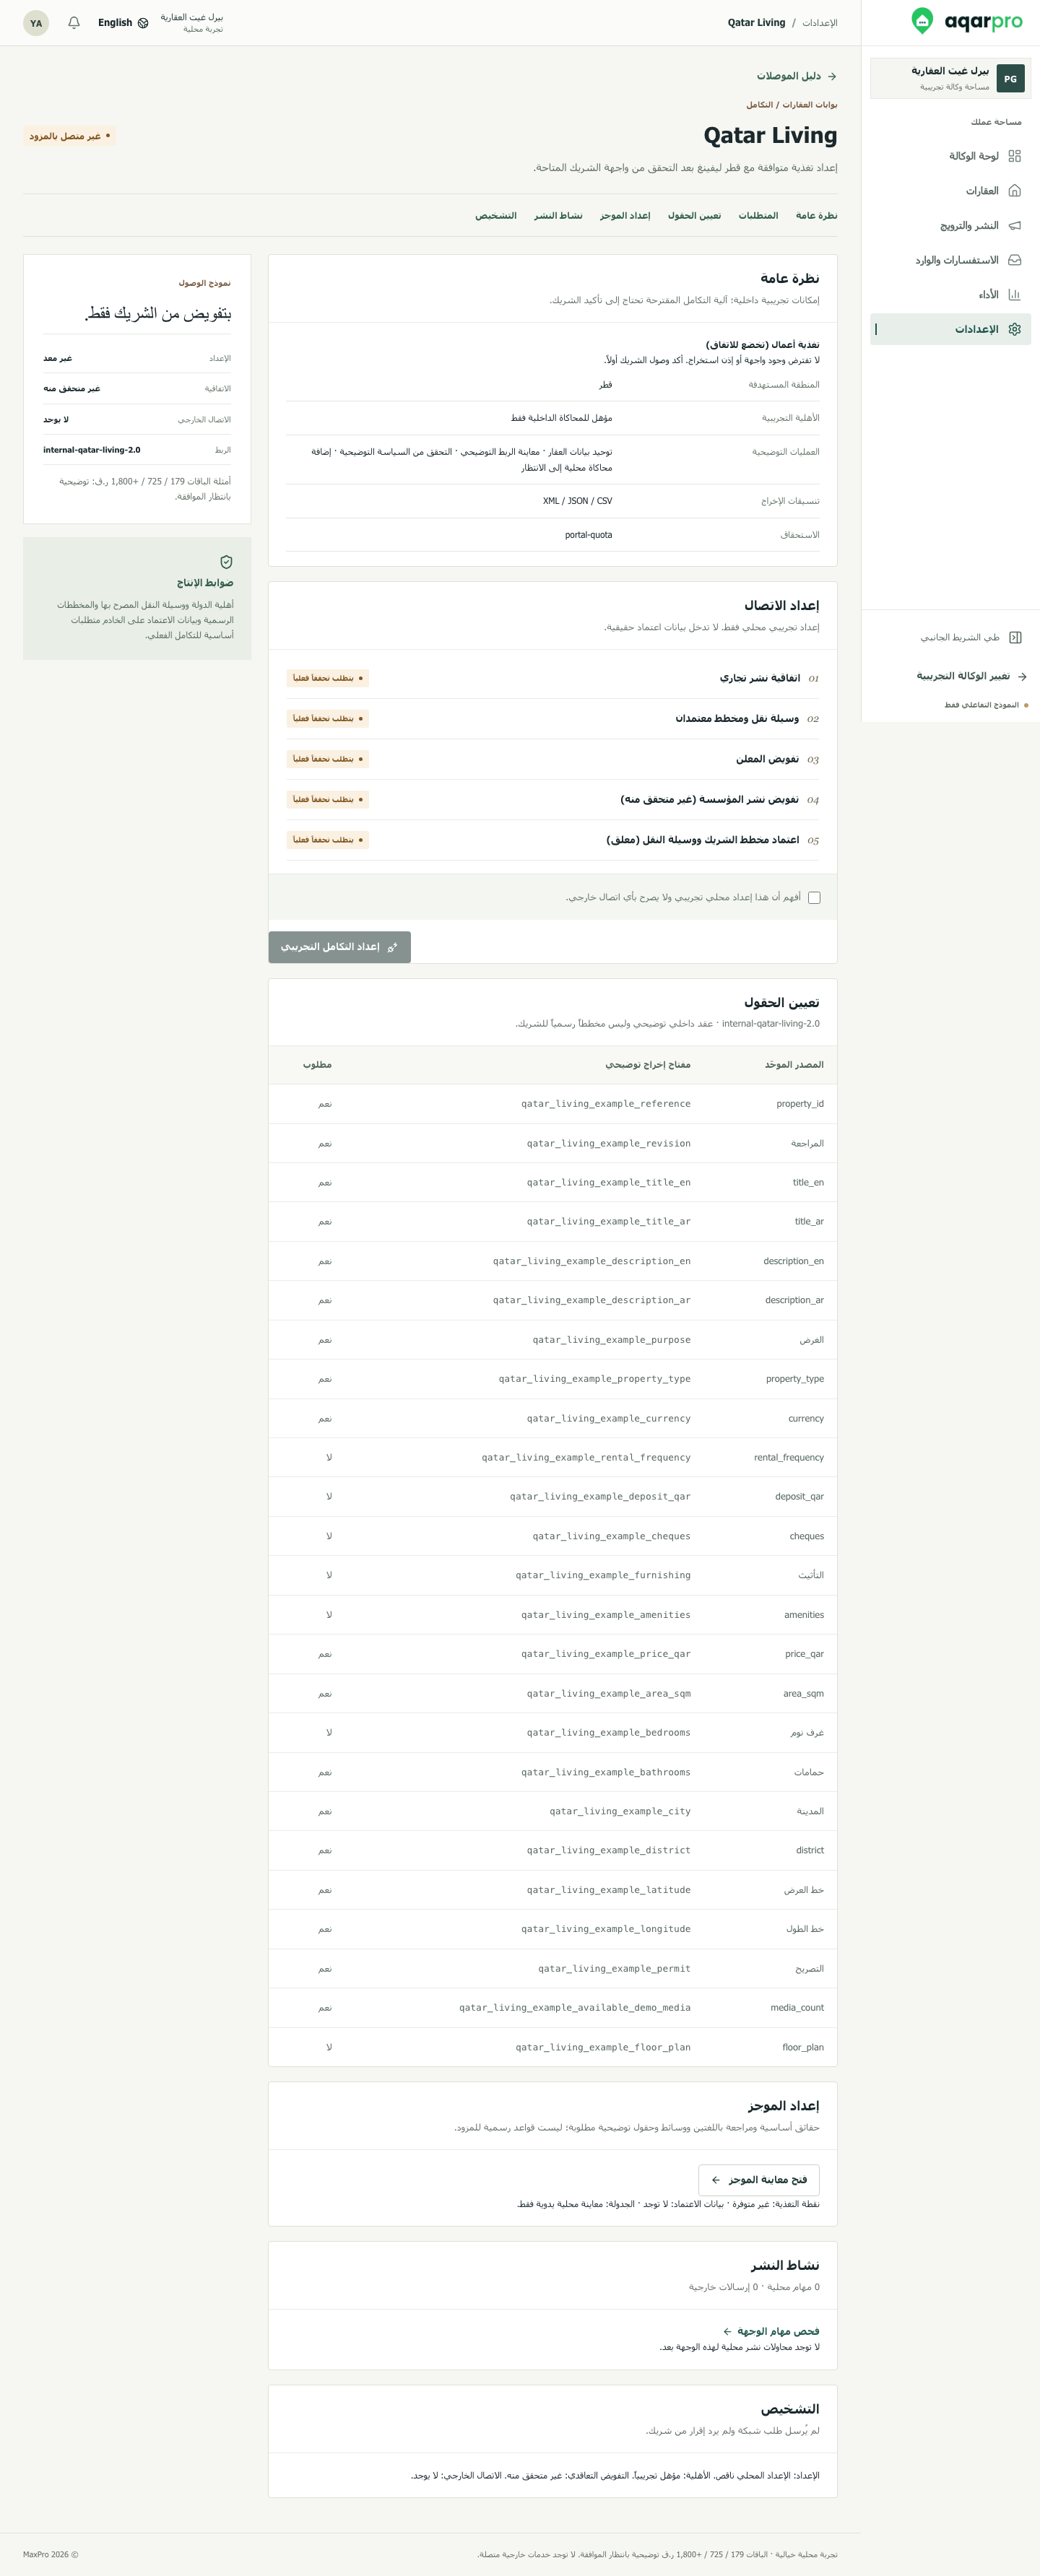 aqarpro
الإعدادات / Qatar Living
بيرل غيت العقارية
تجربة محلية
English
YA
PG
بيرل غيت العقارية
مساحة وكالة تجريبية
مساحة عملك
لوحة الوكالة
العقارات
النشر والترويج
الاستفسارات والوارد
الأداء
الإعدادات
طي الشريط الجانبي
تغيير الوكالة التجريبية
النموذج التفاعلي فقط
دليل الموصلات
بوابات العقارات / التكامل
Qatar Living
غير متصل بالمزود
إعداد تغذية متوافقة مع قطر ليفينغ بعد التحقق من واجهة الشريك المتاحة.
نظرة عامة
المتطلبات
تعيين الحقول
إعداد الموجز
نشاط النشر
التشخيص
نظرة عامة
إمكانات تجريبية داخلية؛ آلية التكامل المقترحة تحتاج إلى تأكيد الشريك.
تغذية أعمال (تخضع للاتفاق)
لا تفترض وجود واجهة أو إذن استخراج. أكد وصول الشريك أولاً.
المنطقة المستهدفة
قطر
الأهلية التجريبية
مؤهل للمحاكاة الداخلية فقط
العمليات التوضيحية
توحيد بيانات العقار · معاينة الربط التوضيحي · التحقق من السياسة التوضيحية · إضافة
محاكاة محلية إلى الانتظار
تنسيقات الإخراج
XML / JSON / CSV
الاستحقاق
portal-quota
نموذج الوصول
بتفويض من الشريك فقط.
الإعداد
غير معد
الاتفاقية
غير متحقق منه
الاتصال الخارجي
لا يوجد
الربط
internal-qatar-living-2.0
أمثلة الباقات 179 / 725 / +1,800 ر.ق: توضيحية
بانتظار الموافقة.
ضوابط الإنتاج
أهلية الدولة ووسيلة النقل المصرح بها والمخططات
الرسمية وبيانات الاعتماد على الخادم متطلبات
أساسية للتكامل الفعلي.
إعداد الاتصال
إعداد تجريبي محلي فقط. لا تدخل بيانات اعتماد حقيقية.
01 اتفاقية نشر تجاري
يتطلب تحققاً فعلياً
02 وسيلة نقل ومخطط معتمدان
يتطلب تحققاً فعلياً
03 تفويض المعلن
يتطلب تحققاً فعلياً
04 تفويض نشر المؤسسة (غير متحقق منه)
يتطلب تحققاً فعلياً
05 اعتماد مخطط الشريك ووسيلة النقل (معلق)
يتطلب تحققاً فعلياً
أفهم أن هذا إعداد محلي تجريبي ولا يصرح بأي اتصال خارجي.
إعداد التكامل التجريبي
تعيين الحقول
internal-qatar-living-2.0 · عقد داخلي توضيحي وليس مخططاً رسمياً للشريك.
المصدر الموحّد
مفتاح إخراج توضيحي
مطلوب
property_id
qatar_living_example_reference
نعم
المراجعة
qatar_living_example_revision
نعم
title_en
qatar_living_example_title_en
نعم
title_ar
qatar_living_example_title_ar
نعم
description_en
qatar_living_example_description_en
نعم
description_ar
qatar_living_example_description_ar
نعم
الغرض
qatar_living_example_purpose
نعم
property_type
qatar_living_example_property_type
نعم
currency
qatar_living_example_currency
نعم
rental_frequency
qatar_living_example_rental_frequency
لا
deposit_qar
qatar_living_example_deposit_qar
لا
cheques
qatar_living_example_cheques
لا
التأثيث
qatar_living_example_furnishing
لا
amenities
qatar_living_example_amenities
لا
price_qar
qatar_living_example_price_qar
نعم
area_sqm
qatar_living_example_area_sqm
نعم
غرف نوم
qatar_living_example_bedrooms
لا
حمامات
qatar_living_example_bathrooms
نعم
المدينة
qatar_living_example_city
نعم
district
qatar_living_example_district
نعم
خط العرض
qatar_living_example_latitude
نعم
خط الطول
qatar_living_example_longitude
نعم
التصريح
qatar_living_example_permit
نعم
media_count
qatar_living_example_available_demo_media
نعم
floor_plan
qatar_living_example_floor_plan
لا
إعداد الموجز
حقائق أساسية ومراجعة باللغتين ووسائط وحقول توضيحية مطلوبة؛ ليست قواعد رسمية للمزود.
فتح معاينة الموجز
نقطة التغذية: غير متوفرة · بيانات الاعتماد: لا توجد · الجدولة: معاينة محلية يدوية فقط.
نشاط النشر
0 مهام محلية · 0 إرسالات خارجية
فحص مهام الوجهة
لا توجد محاولات نشر محلية لهذه الوجهة بعد.
التشخيص
لم يُرسل طلب شبكة ولم يرد إقرار من شريك.
الإعداد: الإعداد المحلي ناقص. الأهلية: مؤهل تجريبياً. التفويض التعاقدي: غير متحقق منه. الاتصال الخارجي: لا يوجد.
تجربة محلية خيالية · الباقات 179 / 725 / +1,800 ر.ق توضيحية بانتظار الموافقة. لا توجد خدمات خارجية متصلة.
© 2026 MaxPro